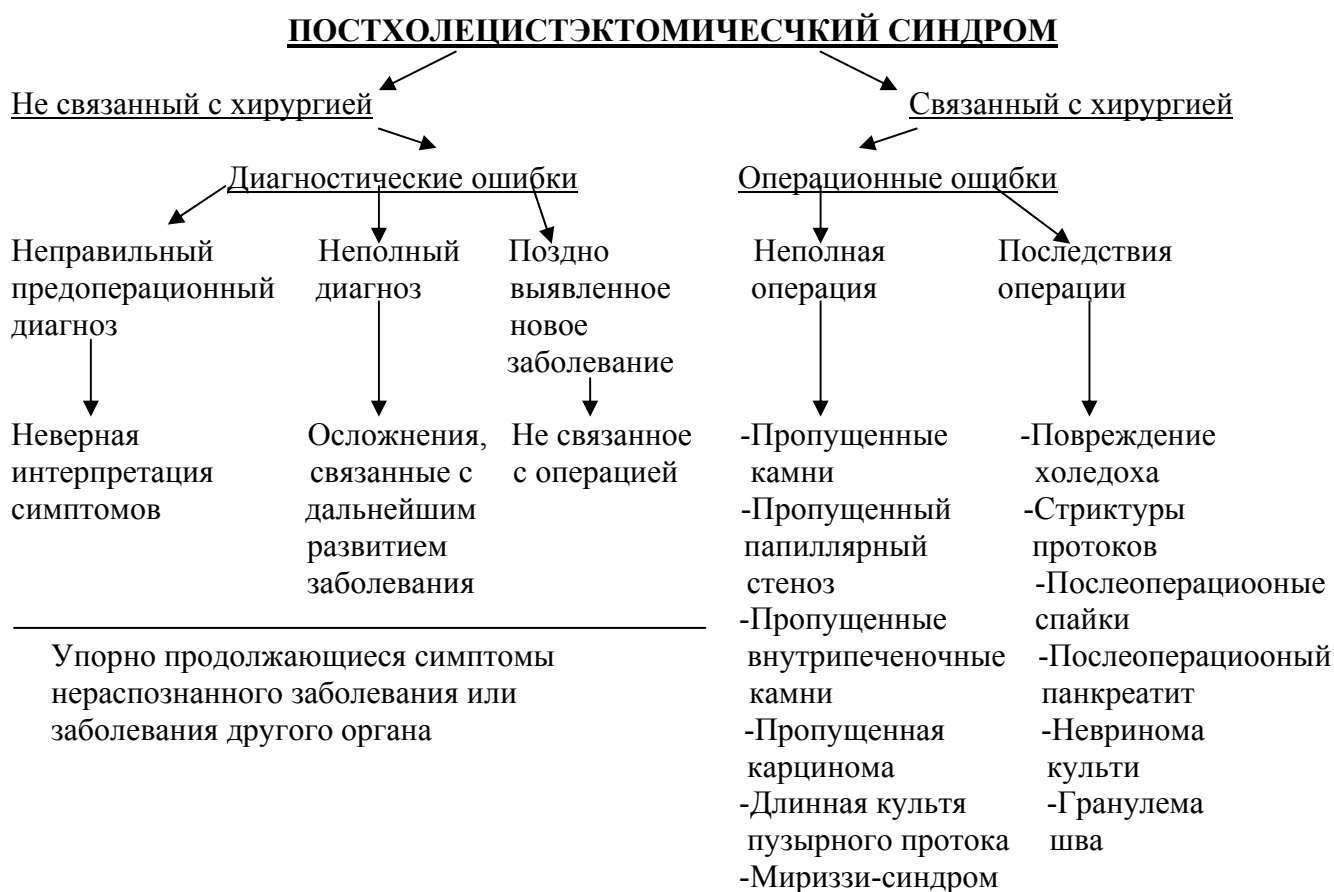 ПОСТХОЛЕЦИСТЭКТОМИЧЕСЧКИЙ СИНДРОМ
Не связанный с хирургией
Связанный с хирургией
Диагностические ошибки
Операционные ошибки
Неправильный
предоперационный
диагноз
Неполный
диагноз
Поздно
выявленное
новое
заболевание
Неполная
операция
Последствия
операции
Неверная
интерпретация
симптомов
Осложнения,
связанные с
дальнейшим
развитием
заболевания
Не связанное
с операцией
-Пропущенные
камни
-Пропущенный
папиллярный
стеноз
-Пропущенные
внутрипеченочные
камни
-Пропущенная
карцинома
-Длинная культя
пузырного протока
-Мириззи-синдром
-Повреждение
холедоха
-Стриктуры
протоков
-Послеоперациооные
спайки
-Послеоперациооный
панкреатит
-Невринома
культи
-Гранулема
шва
Упорно продолжающиеся симптомы
нераспознанного заболевания или
заболевания другого органа